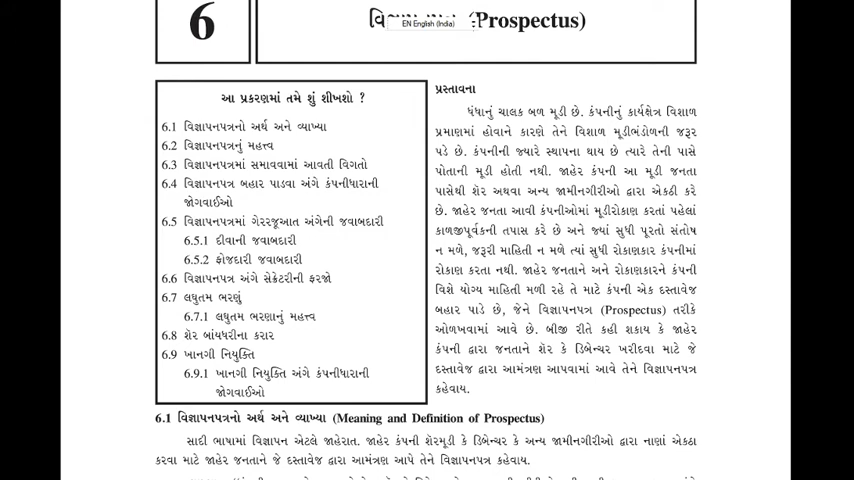 6
(Prospectus)
EN English (India)
આ પ્રકરણમાં તમે શું શીખશો ?
6.1 વિજ્ઞાપનપત્રનો અર્થ અને વ્યાખ્યા
6.2 વિજ્ઞાપનપત્રનું મહત્ત્વ
6.3 વિજ્ઞાપનપત્રમાં સમાવવામાં આવતી વિગતો
6.4 વિજ્ઞાપનપત્ર બહાર પાડવા અંગે કંપનીધારાની
જોગવાઈઓ
6.5 વિજ્ઞાપનપત્રમાં ગેરરજૂઆત અંગેની જવાબદારી
6.5.1 દીવાની જવાબદારી
6.5.2 ફોજદારી જવાબદારી
6.6 વિજ્ઞાપનપત્ર અંગે સેક્રેટરીની ફરજો
6.7 લઘુતમ ભરણું
6.7.1 લઘુતમ ભરણાનું મહત્ત્વ
6.8 શૅર બાંયધરીના કરાર
6.9 ખાનગી નિયુક્તિ
6.9.1 ખાનગી નિયુક્તિ અંગે કંપનીધારાની
જોગવાઈઓ
પ્રસ્તાવના
ધંધાનું ચાલક બળ મૂડી છે. કંપનીનું કાર્યક્ષેત્ર વિશાળ
પ્રમાણમાં હોવાને કારણે તેને વિશાળ મૂડીભંડોળની જરૂર
પડે છે. કંપનીની જ્યારે સ્થાપના થાય છે ત્યારે તેની પાસે
પોતાની મૂડી હોતી નથી. જાહેર કંપની આ મૂડી જનતા
પાસેથી શૅર અથવા અન્ય જામીનગીરીઓ દ્વારા એકઠી કરે
છે. જાહેર જનતા આવી કંપનીઓમાં મૂડીરોકાણ કરતાં પહેલાં
કાળજીપૂર્વકની તપાસ કરે છે અને જ્યાં સુધી પૂરતો સંતોષ
ન મળે, જરૂરી માહિતી ન મળે ત્યાં સુધી રોકાણકાર કંપનીમાં
રોકાણ કરતા નથી. જાહેર જનતાને અને રોકાણકારને કંપની
વિશે યોગ્ય માહિતી મળી રહે તે માટે કંપની એક દસ્તાવેજ
બહાર પાડે છે, જેને વિજ્ઞાપનપત્ર (Prospectus) તરીકે
ઓળખવામાં આવે છે. બીજી રીતે કહી શકાય કે જાહેર
કંપની દ્વારા જનતાને શૅર કે ડિબેન્ચર ખરીદવા માટે જે
દસ્તાવેજ દ્વારા આમંત્રણ આપવામાં આવે તેને વિજ્ઞાપનપત્ર
કહેવાય.
6.1 વિજ્ઞાપનપત્રનો અર્થ અને વ્યાખ્યા (Meaning and Definition of Prospectus)
સાદી ભાષામાં વિજ્ઞાપન એટલે જાહેરાત. જાહેર કંપની શૅરમૂડી કે ડિબેન્ચર કે અન્ય જામીનગીરીઓ દ્વારા નાણાં એકઠા
કરવા માટે જાહેર જનતાને જે દસ્તાવેજ દ્વારા આમંત્રણ આપે તેને વિજ્ઞાપનપત્ર કહેવાય.